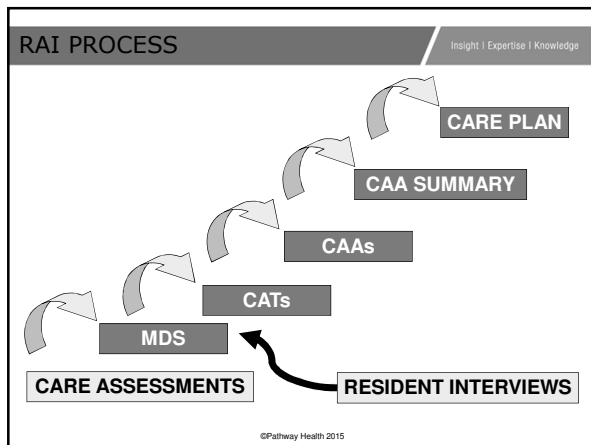 RAI PROCESS
Insight | Expertise | Knowledge
CARE PLAN
CAA SUMMARY
CAAs
CATs
MDS
CARE ASSESSMENTS
RESIDENT INTERVIEWS
©Pathway Health 2015